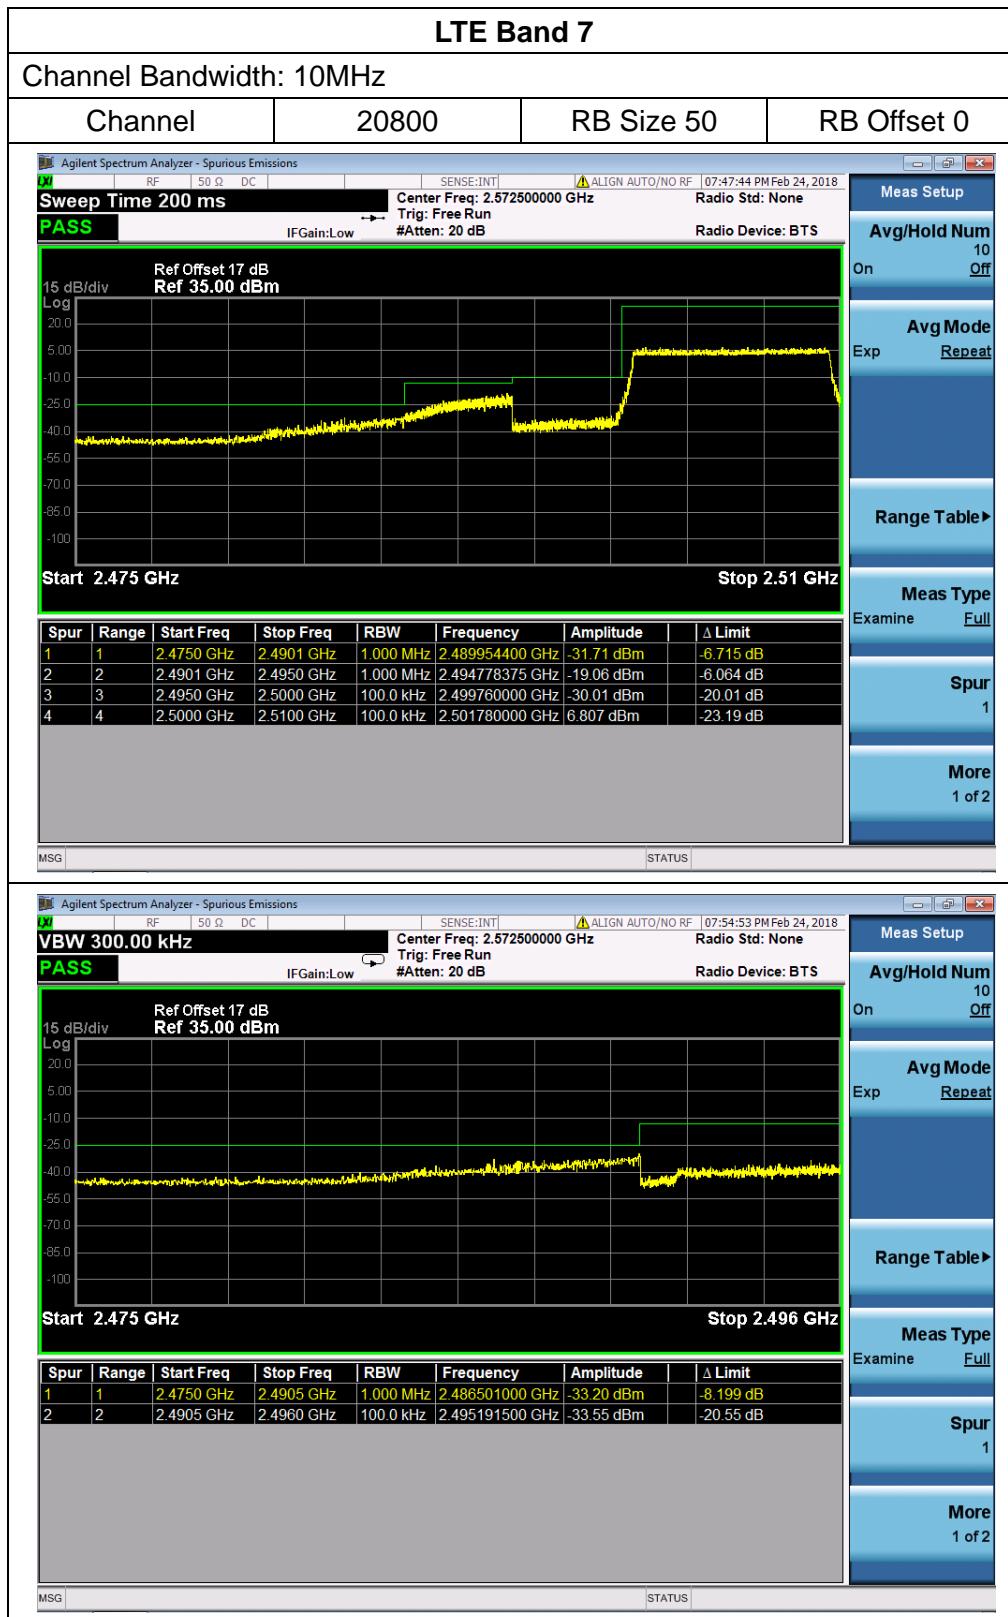 LTE Band 7
Channel Bandwidth: 10MHz
Channel 20800 RB Size 50 RB Offset 0
Agilent Spectrum Analyzer - Spurious Emissions
LXI RF 50 Ω DC SENSE:INT ALIGN AUTO/NO RF 07:47:44 PM Feb 24, 2018
Sweep Time 200 ms Center Freq: 2.572500000 GHz Radio Std: None
Trig: Free Run
PASS IFGain:Low #Atten: 20 dB Radio Device: BTS
Ref Offset 17 dB
15 dB/div Ref 35.00 dBm
Log
20.0
5.00
-10.0
-25.0
-40.0
-55.0
-70.0
-85.0
-100
Start 2.475 GHz Stop 2.51 GHz
Spur Range Start Freq Stop Freq RBW Frequency Amplitude Δ Limit
1 1 2.4750 GHz 2.4901 GHz 1.000 MHz 2.489954400 GHz -31.71 dBm -6.715 dB
2 2 2.4901 GHz 2.4950 GHz 1.000 MHz 2.494778375 GHz -19.06 dBm -6.064 dB
3 3 2.4950 GHz 2.5000 GHz 100.0 kHz 2.499760000 GHz -30.01 dBm -20.01 dB
4 4 2.5000 GHz 2.5100 GHz 100.0 kHz 2.501780000 GHz 6.807 dBm -23.19 dB
MSG STATUS
Meas Setup
Avg/Hold Num
10
On Off
Avg Mode
Exp Repeat
Range Table
Meas Type
Examine Full
Spur
1
More
1 of 2
Agilent Spectrum Analyzer - Spurious Emissions
LXI RF 50 Ω DC SENSE:INT ALIGN AUTO/NO RF 07:54:53 PM Feb 24, 2018
VBW 300.00 kHz Center Freq: 2.572500000 GHz Radio Std: None
Trig: Free Run
PASS IFGain:Low #Atten: 20 dB Radio Device: BTS
Ref Offset 17 dB
15 dB/div Ref 35.00 dBm
Log
20.0
5.00
-10.0
-25.0
-40.0
-55.0
-70.0
-85.0
-100
Start 2.475 GHz Stop 2.496 GHz
Spur Range Start Freq Stop Freq RBW Frequency Amplitude Δ Limit
1 1 2.4750 GHz 2.4905 GHz 1.000 MHz 2.486501000 GHz -33.20 dBm -8.199 dB
2 2 2.4905 GHz 2.4960 GHz 100.0 kHz 2.495191500 GHz -33.55 dBm -20.55 dB
MSG STATUS
Meas Setup
Avg/Hold Num
10
On Off
Avg Mode
Exp Repeat
Range Table
Meas Type
Examine Full
Spur
1
More
1 of 2